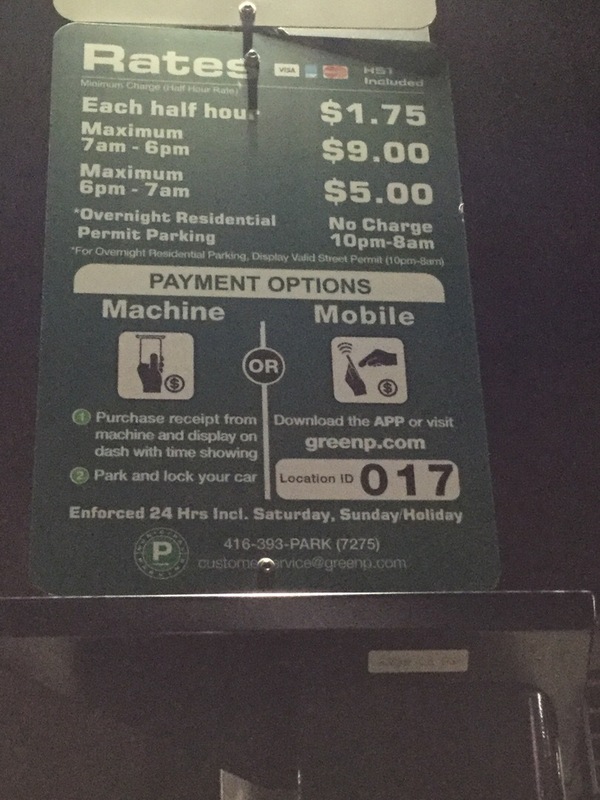 Rates VISA HST Included
Minimum Charge (Half Hour Rate)
Each half hour $1.75
Maximum
7am - 6pm $9.00
Maximum
6pm - 7am $5.00
*Overnight Residential No Charge
Permit Parking 10pm-8am
*For Overnight Residential Parking, Display Valid Street Permit (10pm-8am)
PAYMENT OPTIONS
Machine
OR
Mobile
1 Purchase receipt from
machine and display on
dash with time showing
2 Park and lock your car
Download the APP or visit
greenp.com
Location ID 017
Enforced 24 Hrs Incl. Saturday, Sunday/Holiday
P
416-393-PARK (7275)